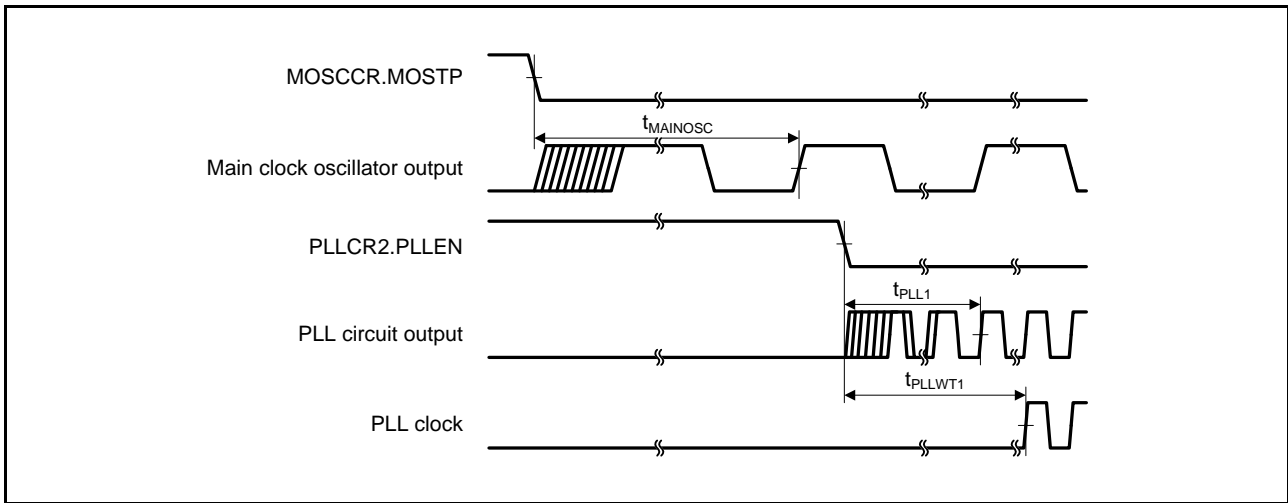 MOSCCR.MOSTP
tMAINOSC
Main clock oscillator output
PLLCR2.PLLEN
tPLL1
PLL circuit output
tPLLWT1
PLL clock